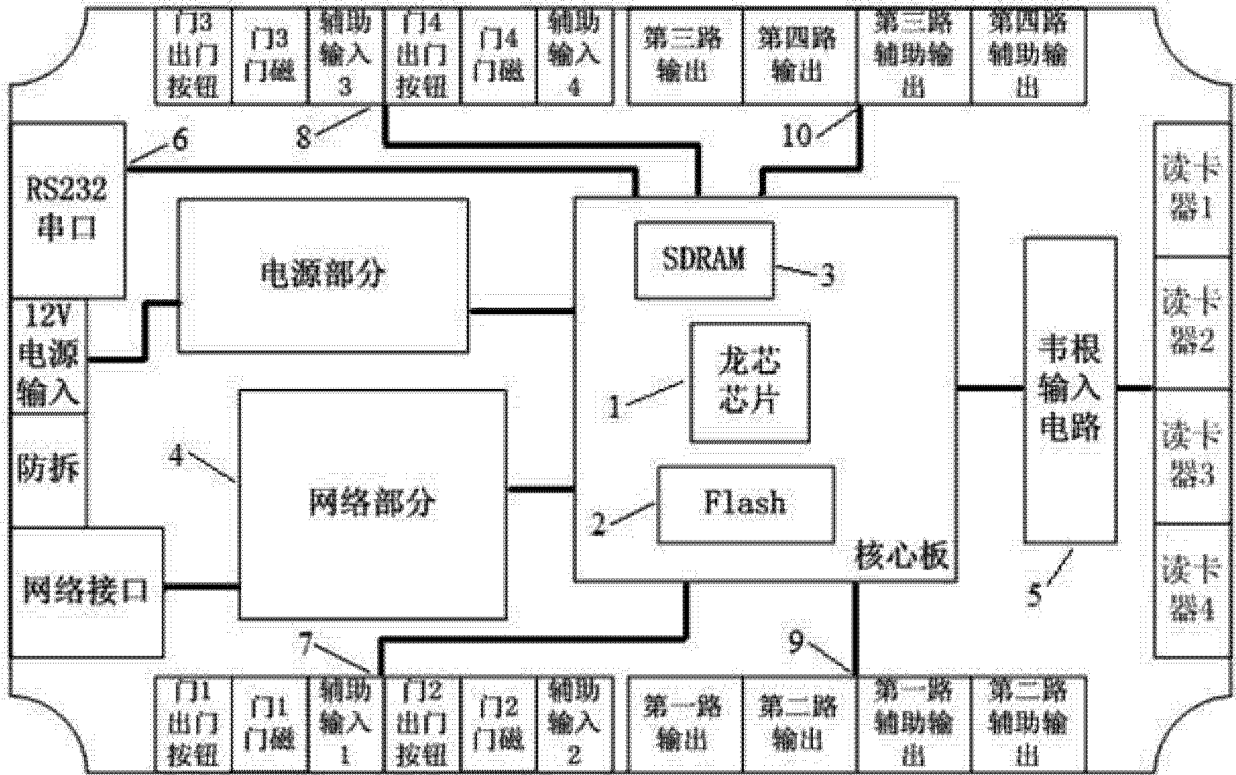 门3
出门
按钮
门3
门磁
辅助
输入
3
门4
出门
按钮
门4
门磁
辅助
输入
4
第三路
输出
第四路
输出
第三路
辅助输
出
第四路
辅助输
出
8
10
6
RS232
串口
电源部分
SDRAM
3
读卡
器1
12V
电源
输入
龙芯
芯片
1
韦根
输入
电路
读卡
器2
防拆
4
网络部分
2
Flash
核心板
读卡
器3
网络接口
5
读卡
器4
7
9
门1
出门
按钮
门1
门磁
辅助
输入
1
门2
出门
按钮
门2
门磁
辅助
输入
2
第一路
输出
第二路
输出
第一路
辅助输
出
第二路
辅助输
出